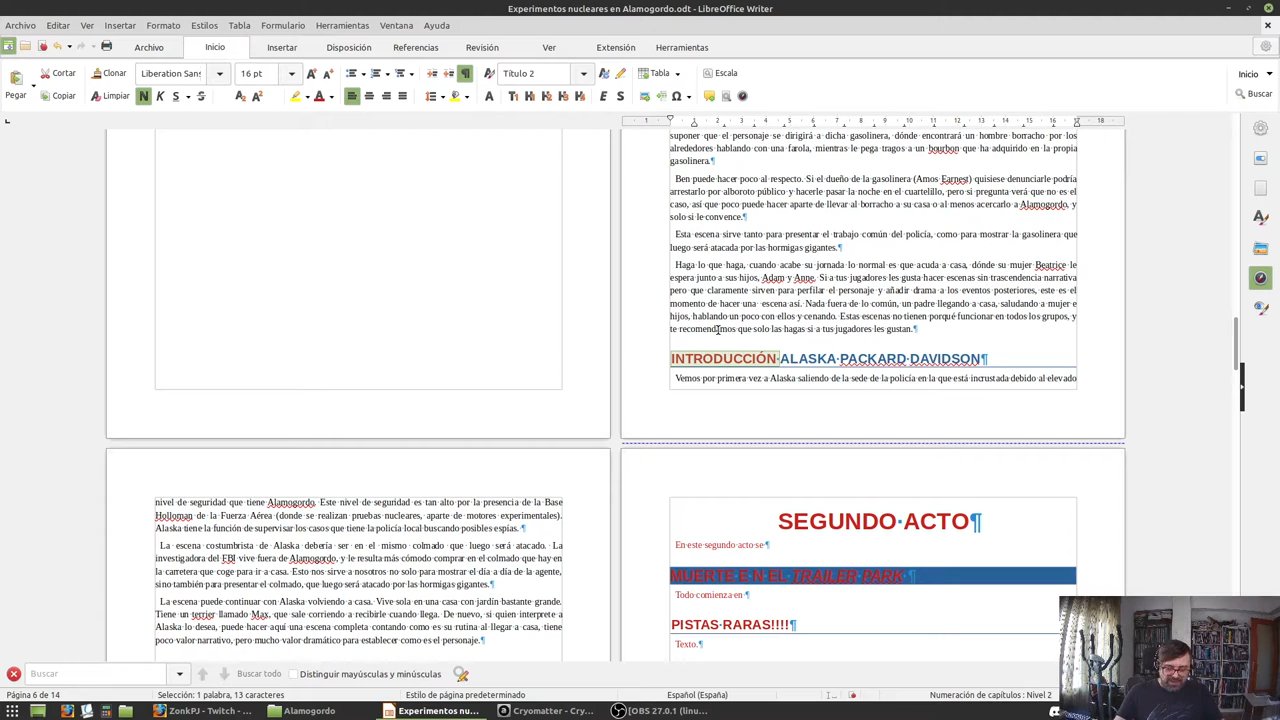 Experimentos nucleares en Alamogordo.odt - LibreOffice Writer
Archivo Editar Ver Insertar Formato Estilos Tabla Formulario Herramientas Ventana Ayuda
Archivo Inicio Insertar Disposición Referencias Revisión Ver Extensión Herramientas
Cortar Clonar Liberation Sans 16 pt Título 2 Tabla Escala Inicio
Pegar Copiar Limpiar Buscar
suponer que el personaje se dirigirá a dicha gasolinera, dónde encontrará un hombre borracho por los
alrededores hablando con una farola, mientras le pega tragos a un bourbon que ha adquirido en la propia
gasolinera.¶
Ben puede hacer poco al respecto. Si el dueño de la gasolinera (Amos Earnest) quisiese denunciarle podría
arrestarlo por alboroto público y hacerle pasar la noche en el cuartelillo, pero si pregunta verá que no es el
caso, así que poco puede hacer aparte de llevar al borracho a su casa o al menos acercarlo a Alamogordo, y
solo si le convence.¶
Esta escena sirve tanto para presentar el trabajo común del policía, como para mostrar la gasolinera que
luego será atacada por las hormigas gigantes.¶
Haga lo que haga, cuando acabe su jornada lo normal es que acuda a casa, dónde su mujer Beatrice le
espera junto a sus hijos, Adam y Anne. Si a tus jugadores les gusta hacer escenas sin trascendencia narrativa
pero que claramente sirven para perfilar el personaje y añadir drama a los eventos posteriores, este es el
momento de hacer una escena así. Nada fuera de lo común, un padre llegando a casa, saludando a mujer e
hijos, hablando un poco con ellos y cenando. Estas escenas no tienen porqué funcionar en todos los grupos, y
te recomendamos que solo las hagas si a tus jugadores les gustan.¶
INTRODUCCIÓN ALASKA PACKARD DAVIDSON¶
Vemos por primera vez a Alaska saliendo de la sede de la policía en la que está incrustada debido al elevado
nivel de seguridad que tiene Alamogordo. Este nivel de seguridad es tan alto por la presencia de la Base
Holloman de la Fuerza Aérea (donde se realizan pruebas nucleares, aparte de motores experimentales).
Alaska tiene la función de supervisar los casos que tiene la policía local buscando posibles espías. ¶
La escena costumbrista de Alaska debería ser en el mismo colmado que luego será atacado. La
investigadora del FBI vive fuera de Alamogordo, y le resulta más cómodo comprar en el colmado que hay en
la carretera que coge para ir a casa. Esto nos sirve a nosotros no solo para mostrar el día a día de la agente,
sino también para presentar el colmado, que luego será atacado por las hormigas gigantes.¶
La escena puede continuar con Alaska volviendo a casa. Vive sola en una casa con jardín bastante grande.
Tiene un terrier llamado Max, que sale corriendo a recibirle cuando llega. De nuevo, si quien interprete a
Alaska lo desea, puede hacer aquí una escena completa contando como es su rutina al llegar a casa, tiene
poco valor narrativo, pero mucho valor dramático para establecer como es el personaje.¶
SEGUNDO ACTO¶
En este segundo acto se ¶
MUERTE E N EL TRAILER PARK ¶
Todo comienza en ¶
PISTAS RARAS!!!!¶
Texto.¶
Buscar Buscar todo Distinguir mayúsculas y minúsculas
Página 6 de 14 Selección: 1 palabra, 13 caracteres Estilo de página predeterminado Español (España) Numeración de capítulos : Nivel 2
ZonkPJ - Twitch - ... Alamogordo Experimentos nu... Cryomatter - Cry... [OBS 27.0.1 (linu...